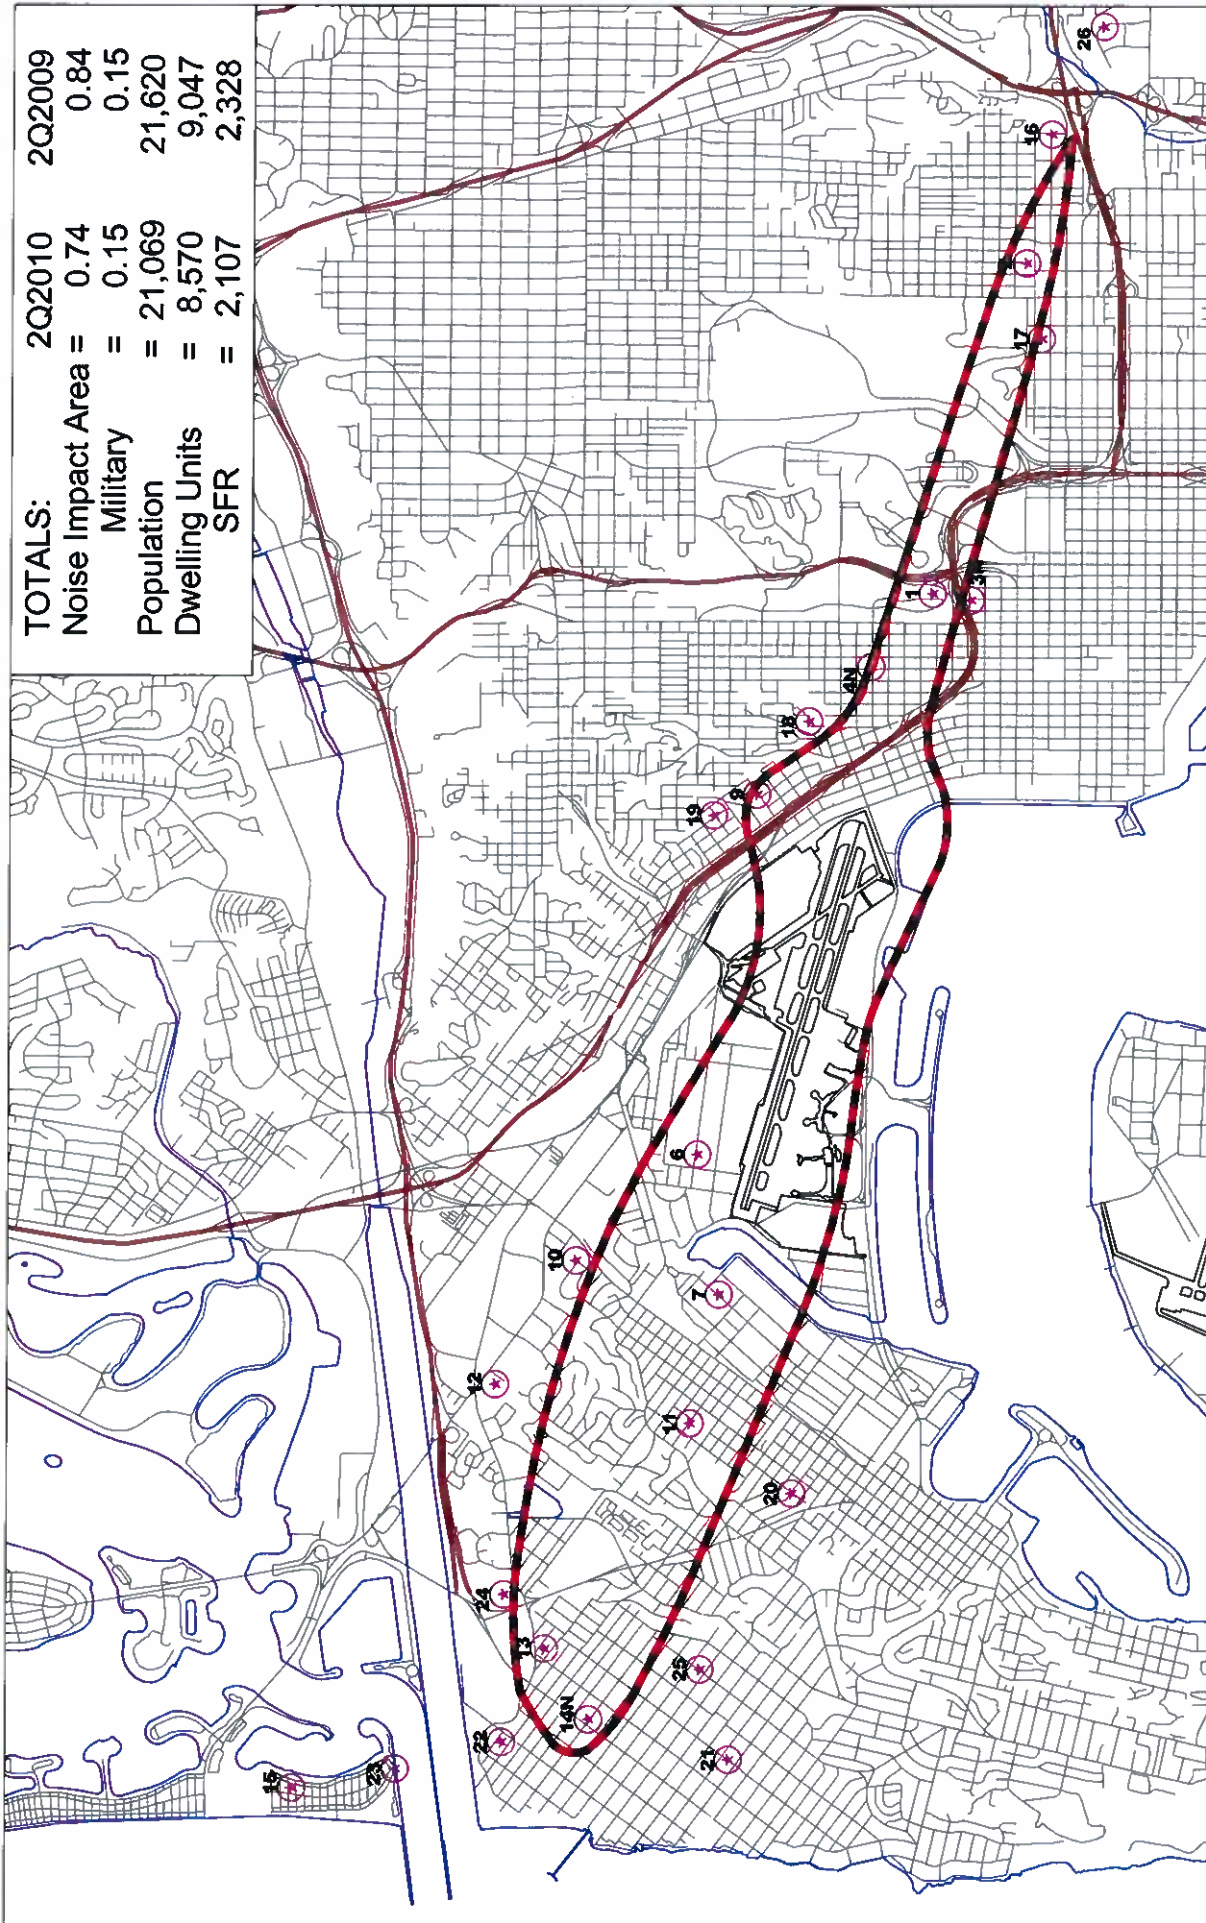 TOTALS: 2Q2010 2Q2009
Noise Impact Area = 0.74 0.84
Military = 0.15 0.15
Population = 21,069 21,620
Dwelling Units = 8,570 9,047
SFR = 2,107 2,328
15
23
22
14N
13
24
21
25
20
12
11
10
7
6
19
9
18
4N
1
17
2
16
26